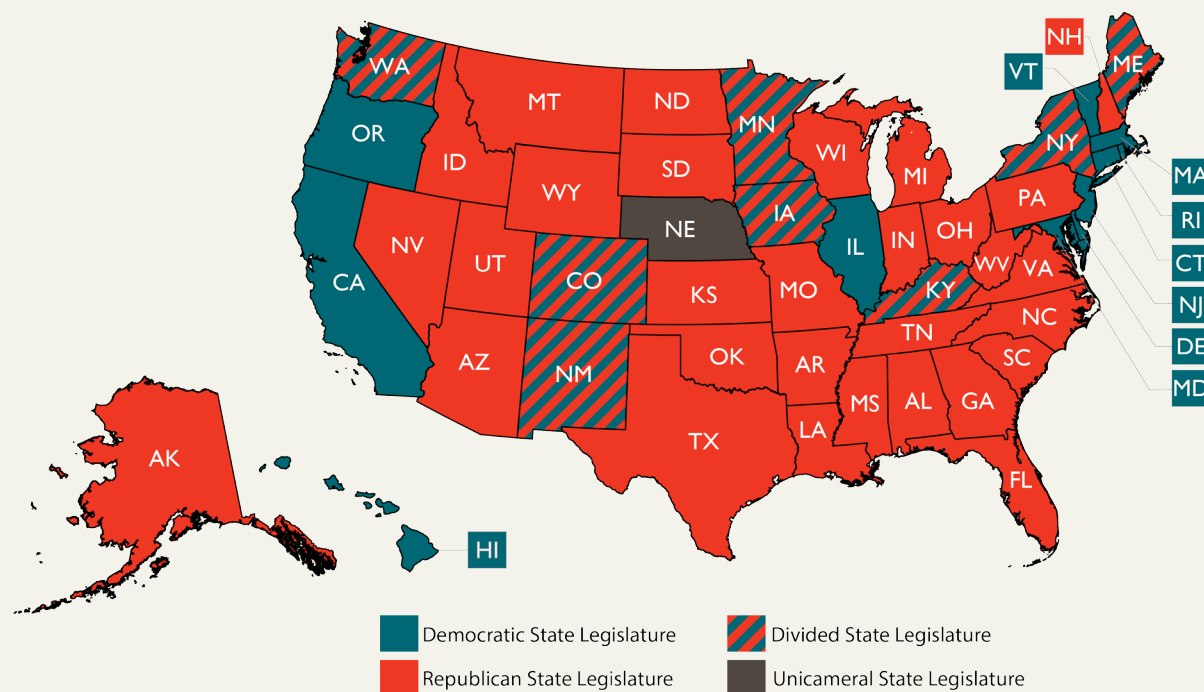 NH
VT
ME
WA
MT
ND
MN
OR
ID
WI
NY
SD
MI
MA
WY
PA
IA
RI
NE
OH
NV
IN
IL
UT
WV
VA
CT
CO
CA
KY
KS
MO
NJ
NC
TN
DE
OK
SC
AZ
AR
NM
MD
MS
AL
GA
LA
TX
AK
FL
HI
Democratic State Legislature
Divided State Legislature
Republican State Legislature
Unicameral State Legislature